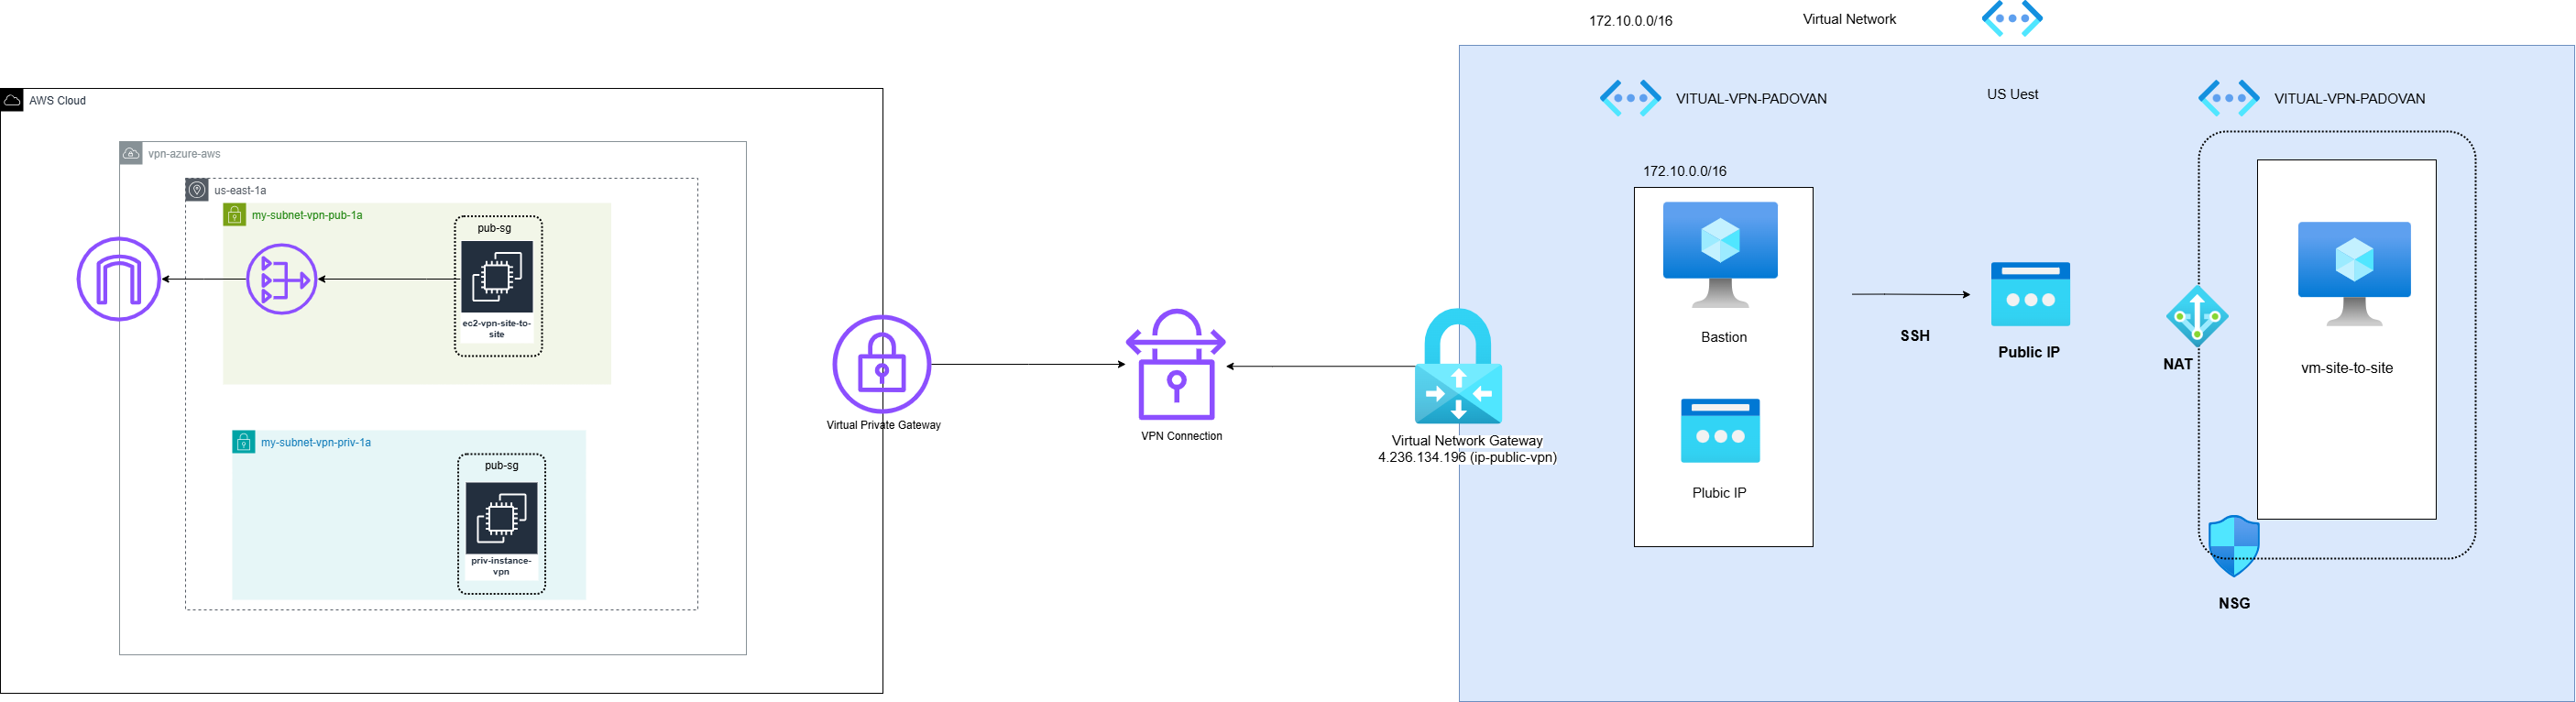 172.10.0.0/16
Virtual Network
AWS Cloud
vpn-azure-aws
us-east-1a
my-subnet-vpn-pub-1a
pub-sg
ec2-vpn-site-to-
site
my-subnet-vpn-priv-1a
pub-sg
priv-instance-
vpn
Virtual Private Gateway
VPN Connection
Virtual Network Gateway
4.236.134.196 (ip-public-vpn)
VITUAL-VPN-PADOVAN
US Uest
VITUAL-VPN-PADOVAN
172.10.0.0/16
Bastion
Plubic IP
SSH
Public IP
NAT
vm-site-to-site
NSG